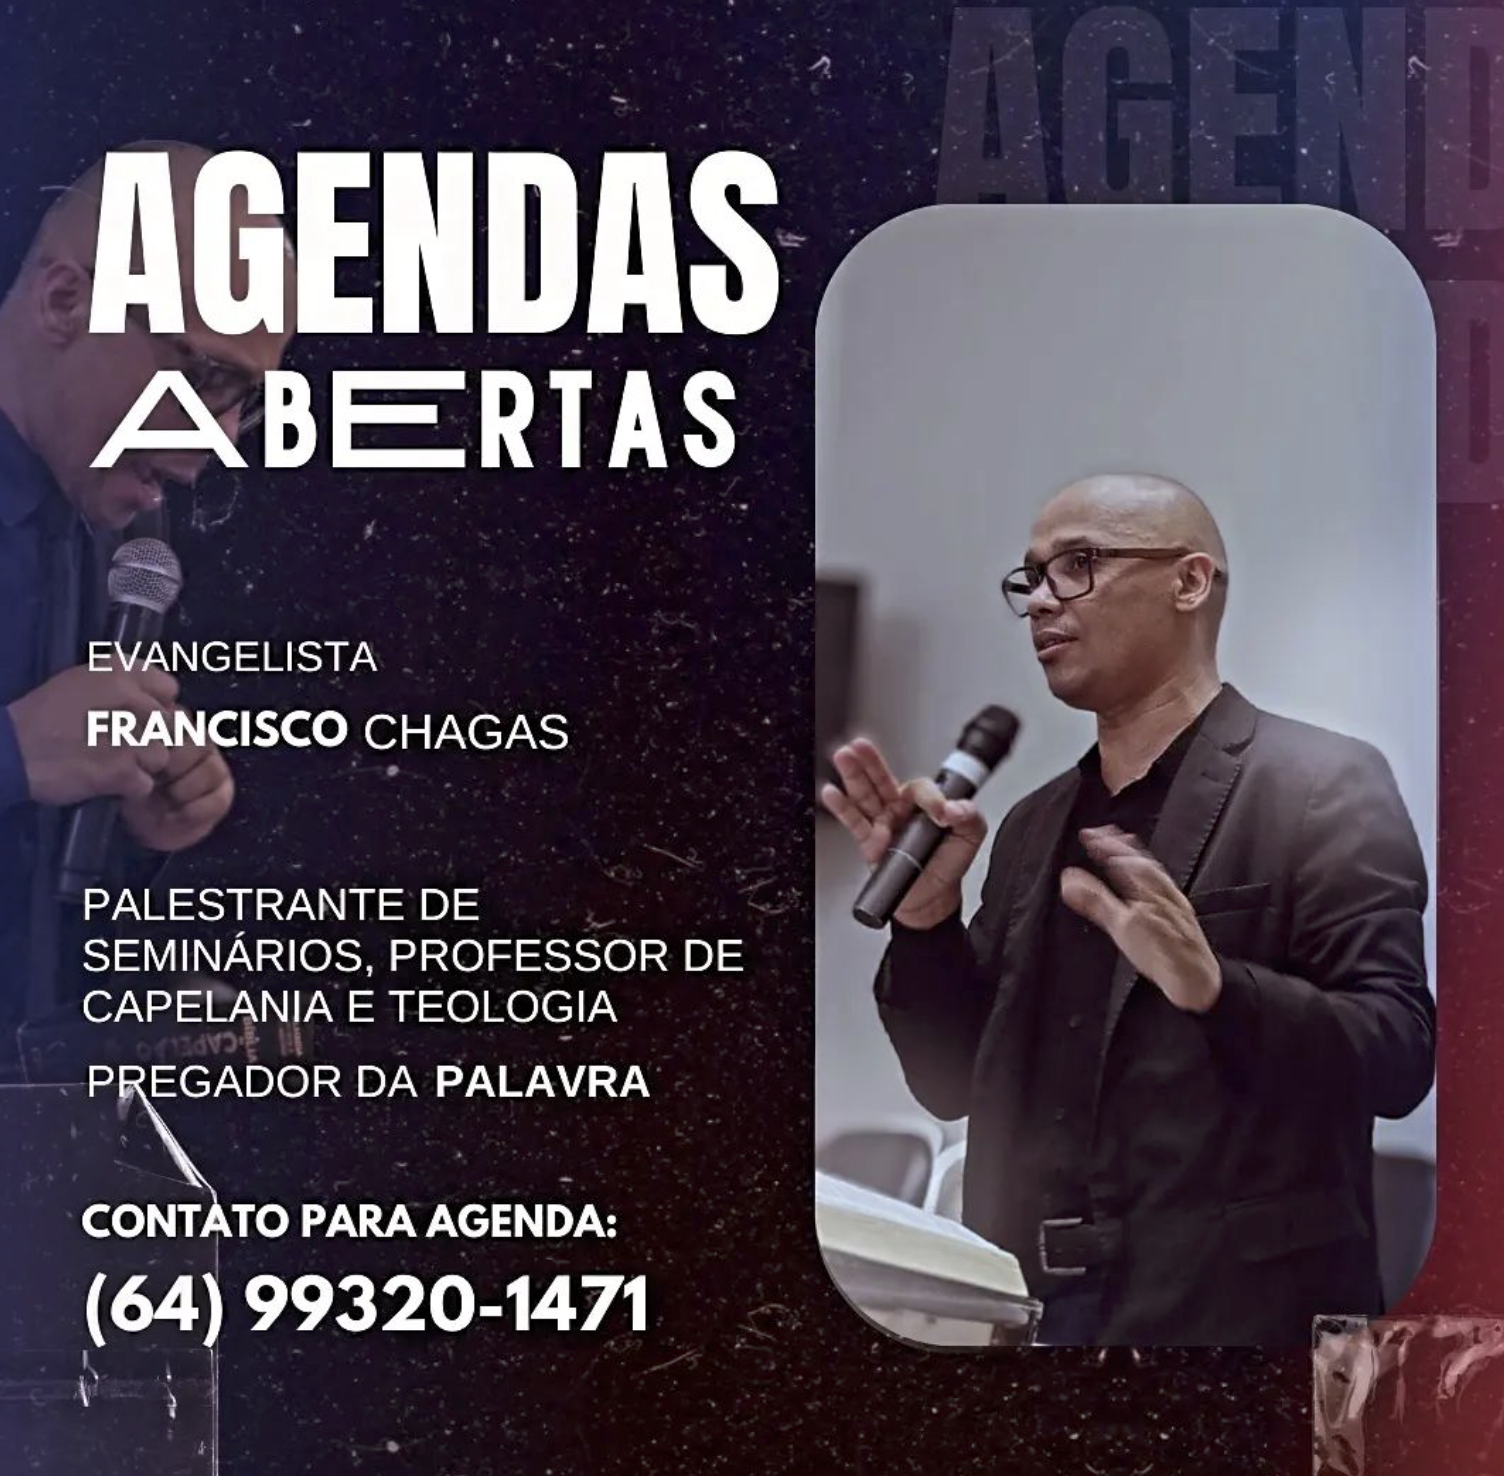 AGEND
D
AGENDAS
ABERTAS
EVANGELISTA
FRANCISCO CHAGAS
PALESTRANTE DE
SEMINÁRIOS, PROFESSOR DE
CAPELANIA E TEOLOGIA
PREGADOR DA PALAVRA
CONTATO PARA AGENDA:
(64) 99320-1471